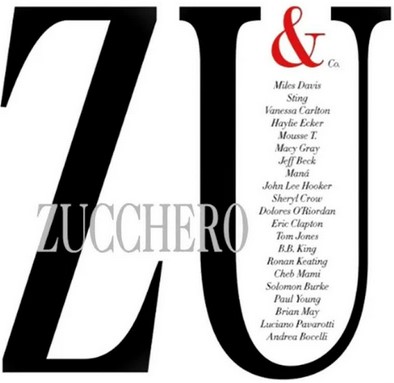 ZU
& Co.
Miles Davis
Sting
Vanessa Carlton
Haylie Ecker
Mousse T.
Macy Gray
Jeff Beck
Maná
John Lee Hooker
Sheryl Crow
Dolores O'Riordan
Eric Clapton
Tom Jones
B.B. King
Ronan Keating
Cheb Mami
Solomon Burke
Paul Young
Brian May
Luciano Pavarotti
Andrea Bocelli
ZUCCHERO